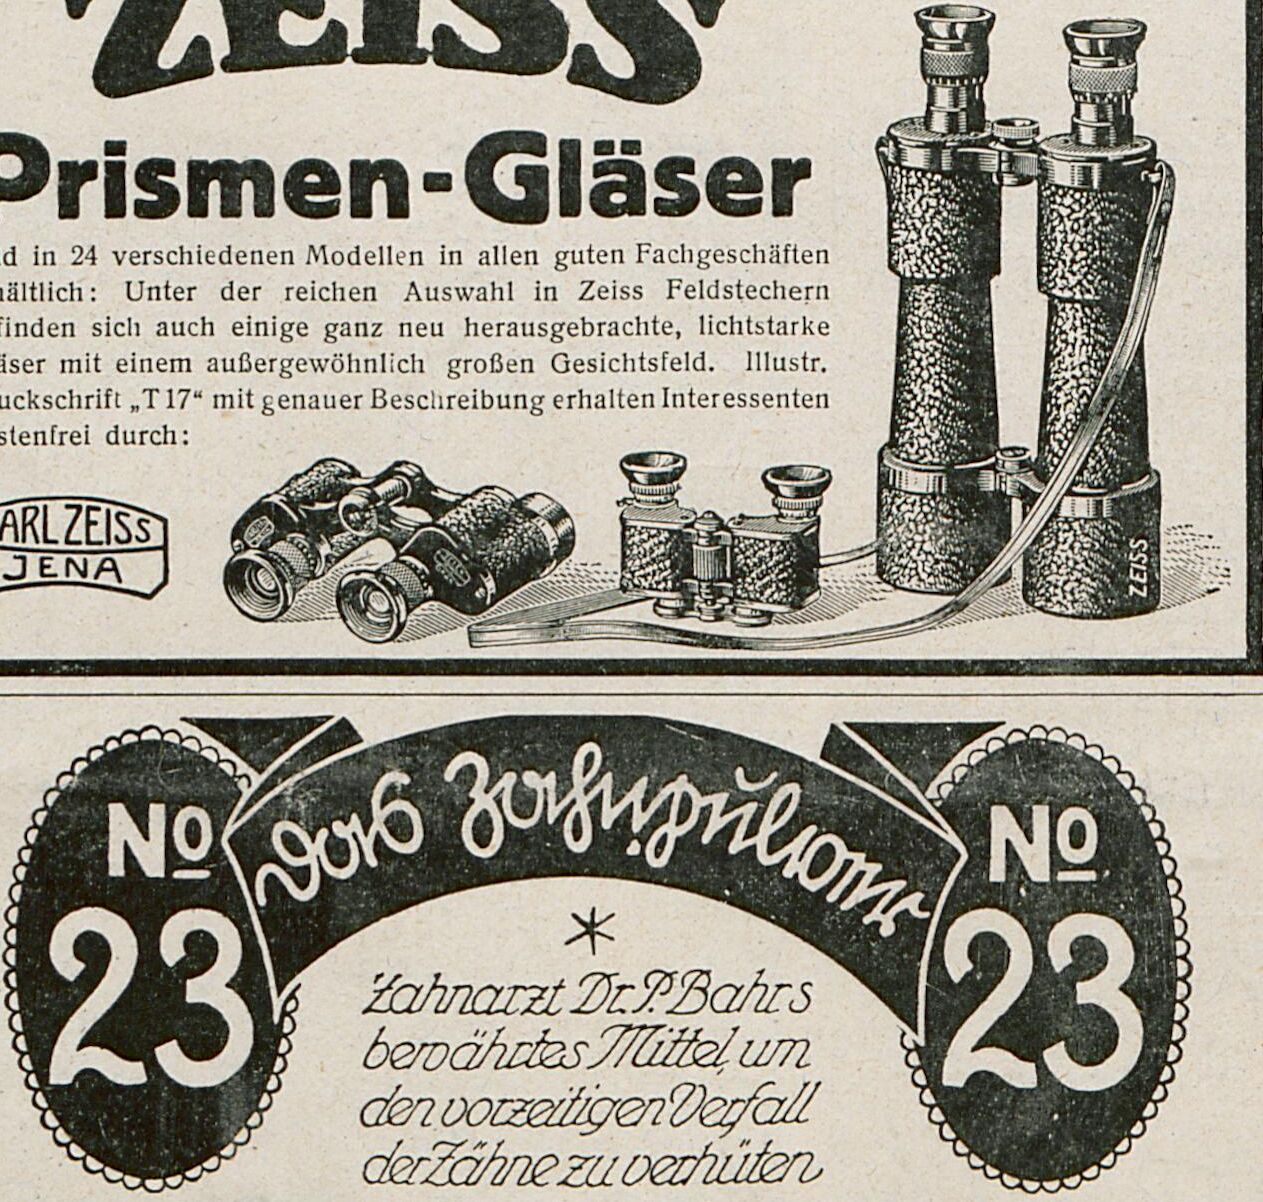 ZEISS
Prismen-Gläser
d in 24 verschiedenen Modellen in allen guten Fachgeschäften
hältlich: Unter der reichen Auswahl in Zeiss Feldstechern
finden sich auch einige ganz neu herausgebrachte, lichtstarke
äser mit einem außergewöhnlich großen Gesichtsfeld. Illustr.
uckschrift „T 17“ mit genauer Beschreibung erhalten Interessenten
stenfrei durch:
ARL ZEISS
JENA
ZEISS
No
23
das Zahnpulver
No
23
*
Zahnarzt Dr. P. Bahrs
bewährtes Mittel, um
den vorzeitigen Verfall
der Zähne zu verhüten